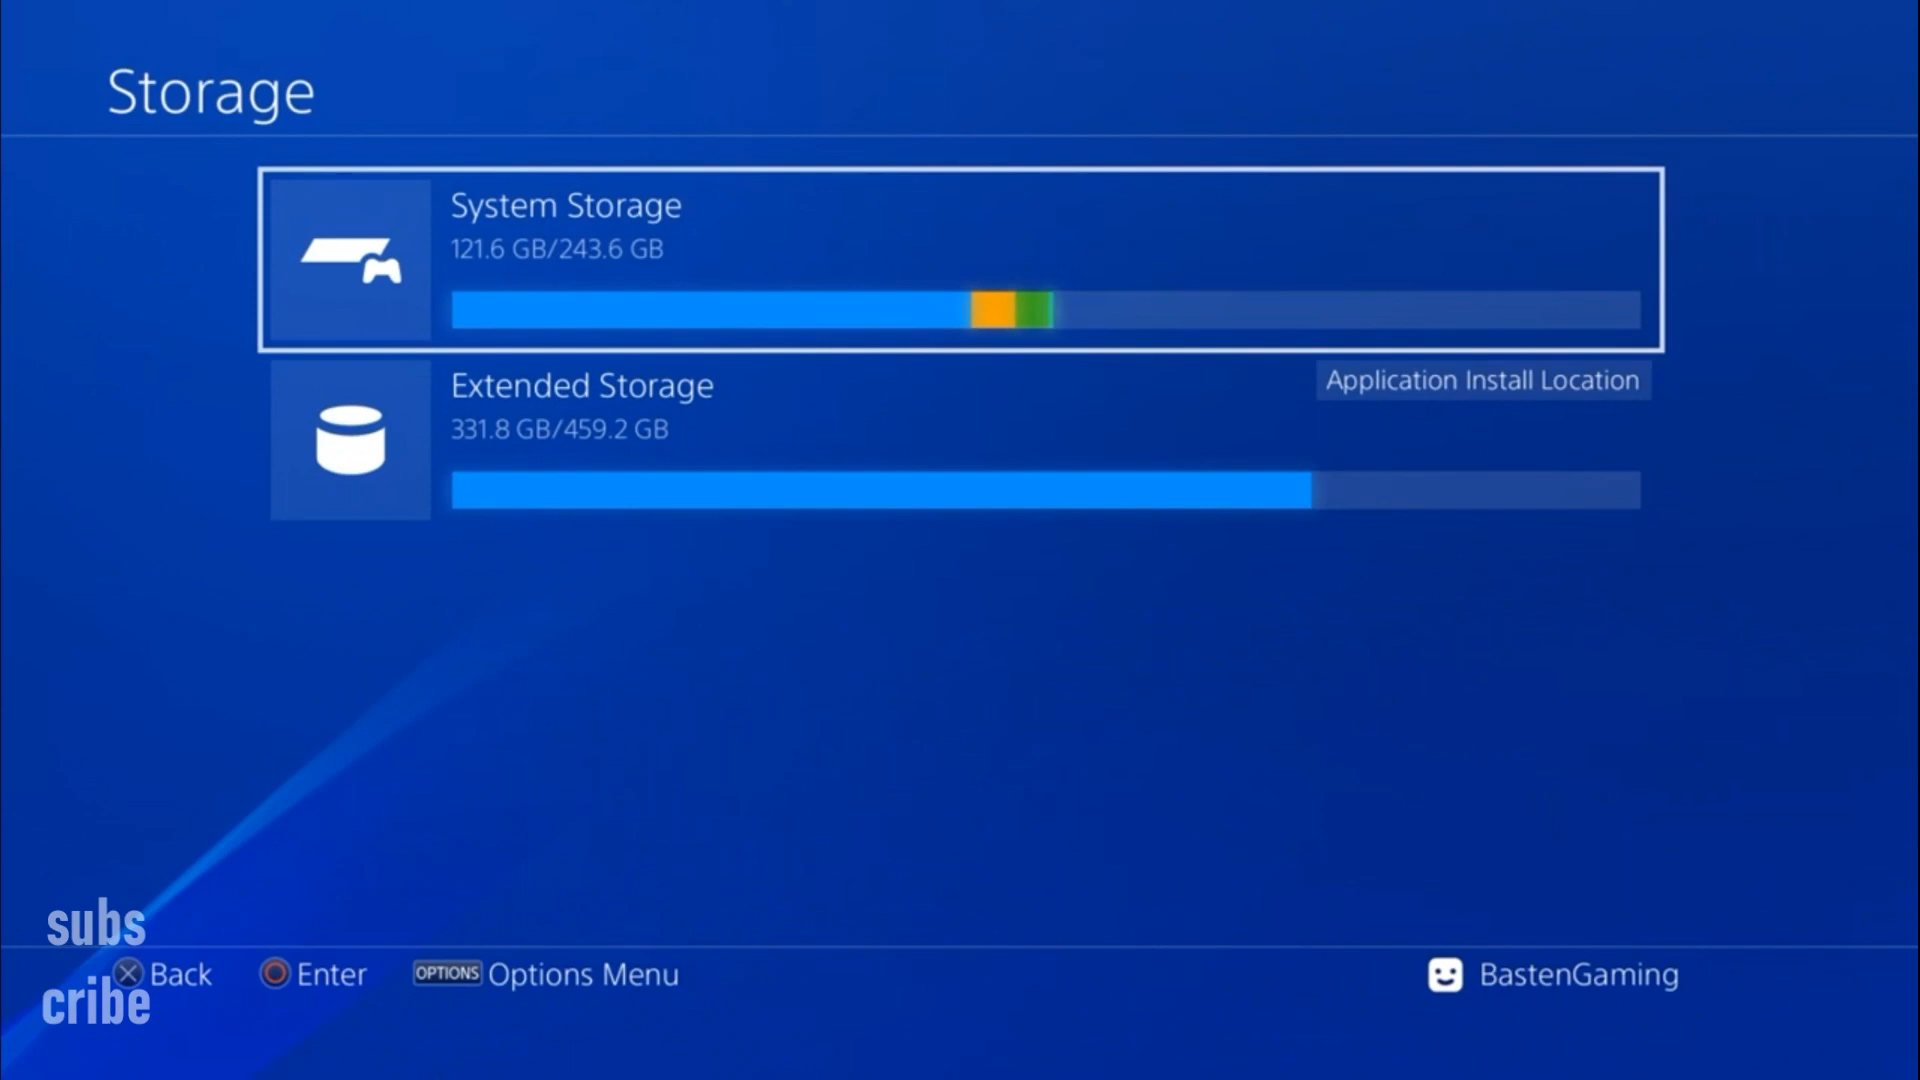 Storage
System Storage
121.6 GB/243.6 GB
Extended Storage
Application Install Location
331.8 GB/459.2 GB
subs
cribe
Back
Enter
OPTIONS Options Menu
BastenGaming